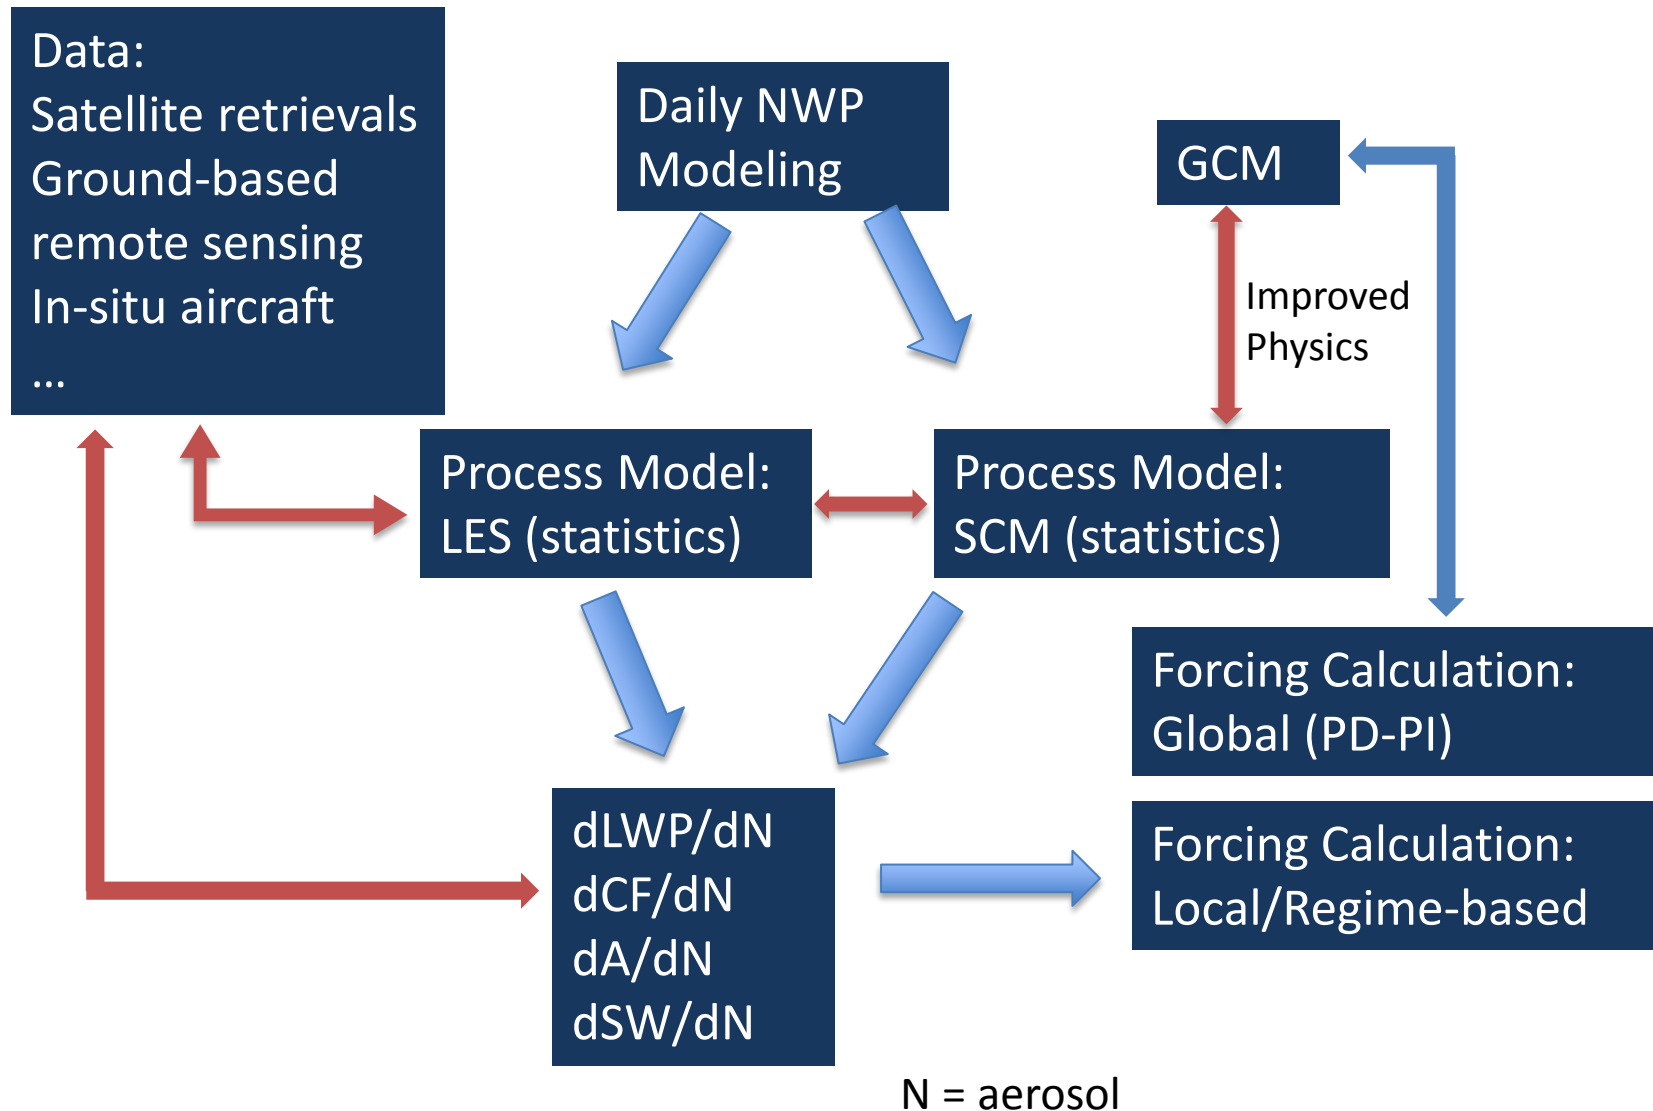 Data:
Satellite retrievals
Ground-based
remote sensing
In-situ aircraft
...
Daily NWP
Modeling
GCM
Improved
Physics
Process Model:
LES (statistics)
Process Model:
SCM (statistics)
Forcing Calculation:
Global (PD-PI)
dLWP/dN
dCF/dN
dA/dN
dSW/dN
Forcing Calculation:
Local/Regime-based
N = aerosol